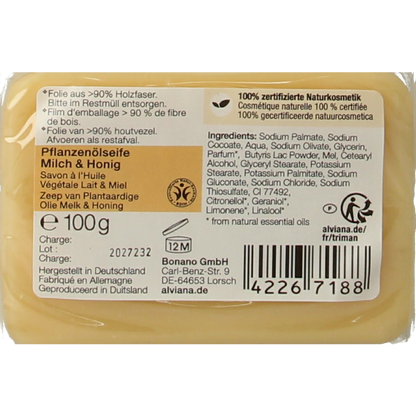 *Folie aus >90% Holzfaser.
Bitte im Restmüll entsorgen.
*Film d'emballage > 90 % de fibre
de bois.
*Folie van >90% houtvezel.
Afvoeren als restafval.
Pflanzenölseife
Milch & Honig
Savon à l'Huile
Végétale Lait & Miel
Zeep van Plantaardige
Olie Melk & Honing
℮ 100g
Charge:
Lot :
Charge:
2027232
12M
Hergestellt in Deutschland
Fabriqué en Allemagne
Geproduceerd in Duitsland
Bonano GmbH
Carl-Benz-Str. 9
DE-64653 Lorsch
alviana.de
100% zertifizierte Naturkosmetik
Cosmétique naturelle 100 % certifiée
100% gecertificeerde natuurcosmetica
Ingredients: Sodium Palmate, Sodium
Cocoate, Aqua, Sodium Olivate, Glycerin,
Parfum*, Butyris Lac Powder, Mel, Cetearyl
Alcohol, Glyceryl Stearate, Potassium
Stearate, Potassium Palmitate, Sodium
Gluconate, Sodium Chloride, Sodium
Thiosulfate, CI 77492,
Citronellol*, Geraniol*,
Limonene*, Linalool*
* from natural essential oils
alviana.de/
fr/triman
4226 7188